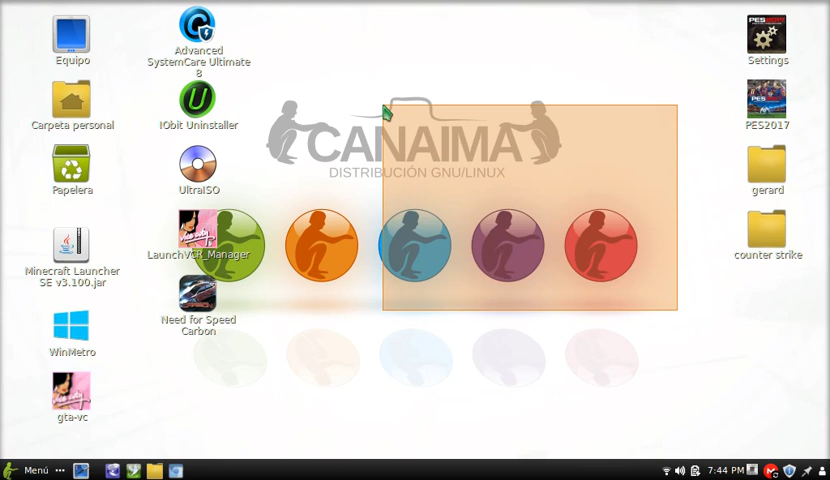 Equipo
Carpeta personal
Papelera
Minecraft Launcher
SE v3.100.jar
WinMetro
gta-vc
Advanced
SystemCare Ultimate
8
IObit Uninstaller
UltraISO
LaunchVCR_Manager
Need for Speed
Carbon
CANAIMA
DISTRIBUCIÓN GNU/LINUX
PES2017
Settings
PES2017
gerard
counter strike
Menú
7:44 PM